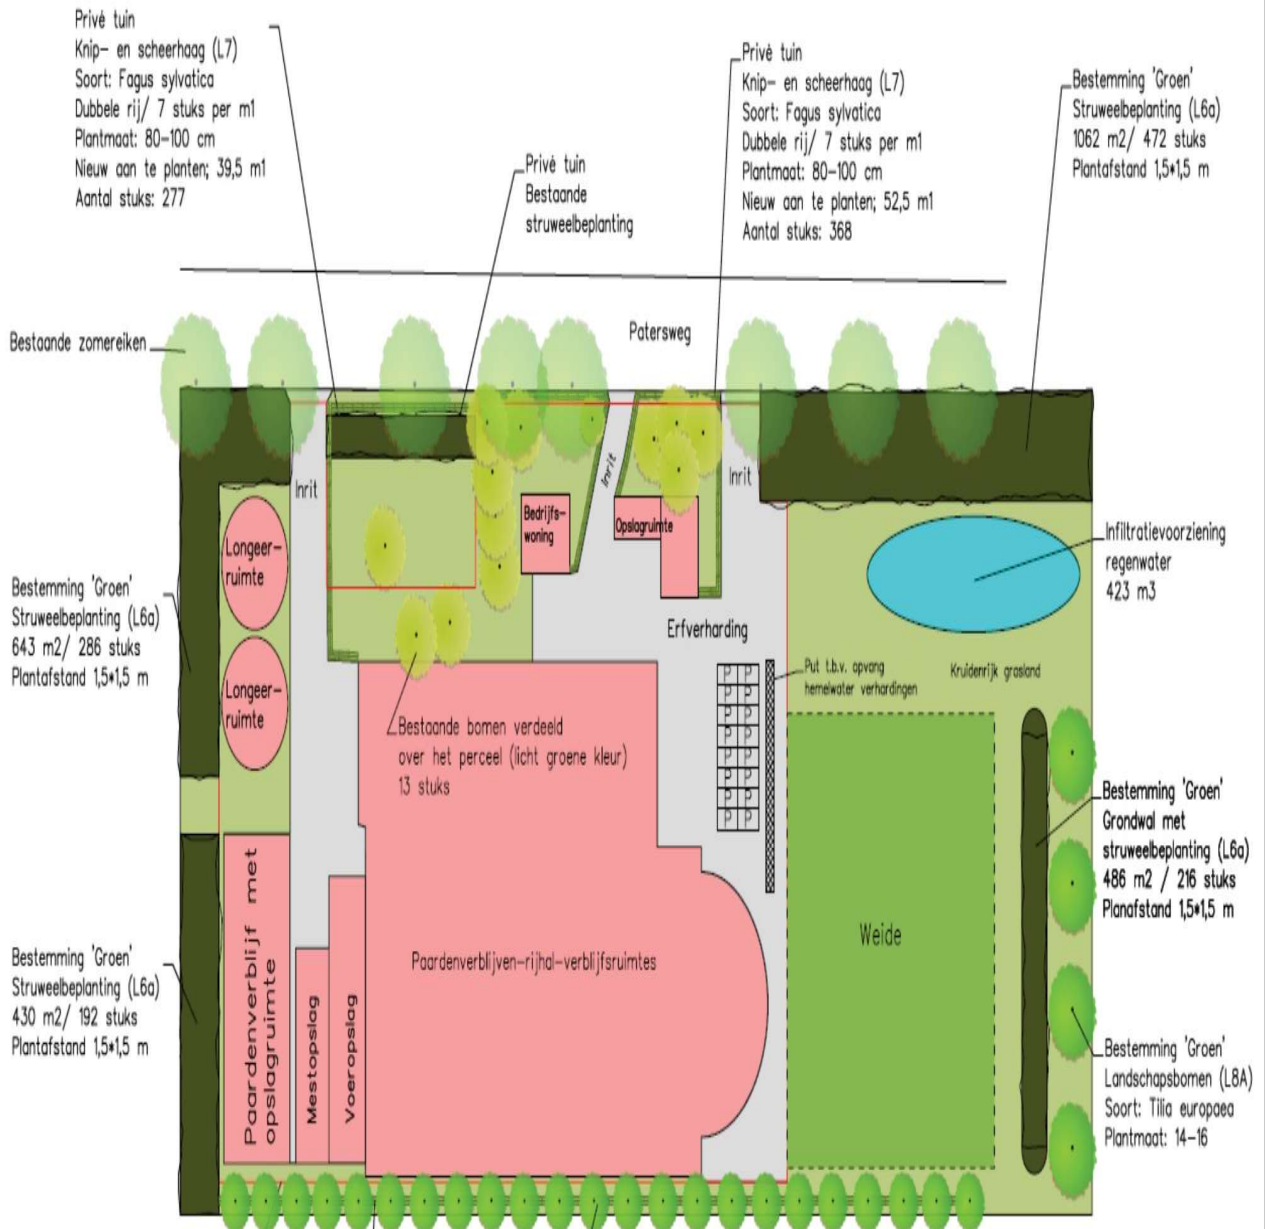 Privé tuin
Knip- en scheerhaag (L7)
Soort: Fagus sylvatica
Dubbele rij/ 7 stuks per m1
Plantmaat: 80-100 cm
Nieuw aan te planten; 39,5 m1
Aantal stuks: 277
Privé tuin
Bestaande
struweelbeplanting
Privé tuin
Knip- en scheerhaag (L7)
Soort: Fagus sylvatica
Dubbele rij/ 7 stuks per m1
Plantmaat: 80-100 cm
Nieuw aan te planten; 52,5 m1
Aantal stuks: 368
Bestemming 'Groen'
Struweelbeplanting (L6a)
1062 m2/ 472 stuks
Plantafstand 1,5*1,5 m
Bestaande zomereiken
Patersweg
Inrit
Inrit
Inrit
Bedrijfs-
woning
Opslagruimte
Longeer-
ruimte
Longeer-
ruimte
Infiltratievoorziening
regenwater
423 m3
Bestemming 'Groen'
Struweelbeplanting (L6a)
643 m2/ 286 stuks
Plantafstand 1,5*1,5 m
Erfverharding
Put t.b.v. opvang
hemelwater verhardingen
Kruidenrijk grasland
P P
P P
P P
P P
P P
P P
P P
P P
Bestaande bomen verdeeld
over het perceel (licht groene kleur)
13 stuks
Bestemming 'Groen'
Grondwal met
struweelbeplanting (L6a)
486 m2 / 216 stuks
Planafstand 1,5*1,5 m
Weide
Paardenverblijven-rijhal-verblijfsruimtes
Paardenverblijf met
opslagruimte
Mestopslag
Voeropslag
Bestemming 'Groen'
Struweelbeplanting (L6a)
430 m2/ 192 stuks
Plantafstand 1,5*1,5 m
Bestemming 'Groen'
Landschapsbomen (L8A)
Soort: Tilia europaea
Plantmaat: 14-16